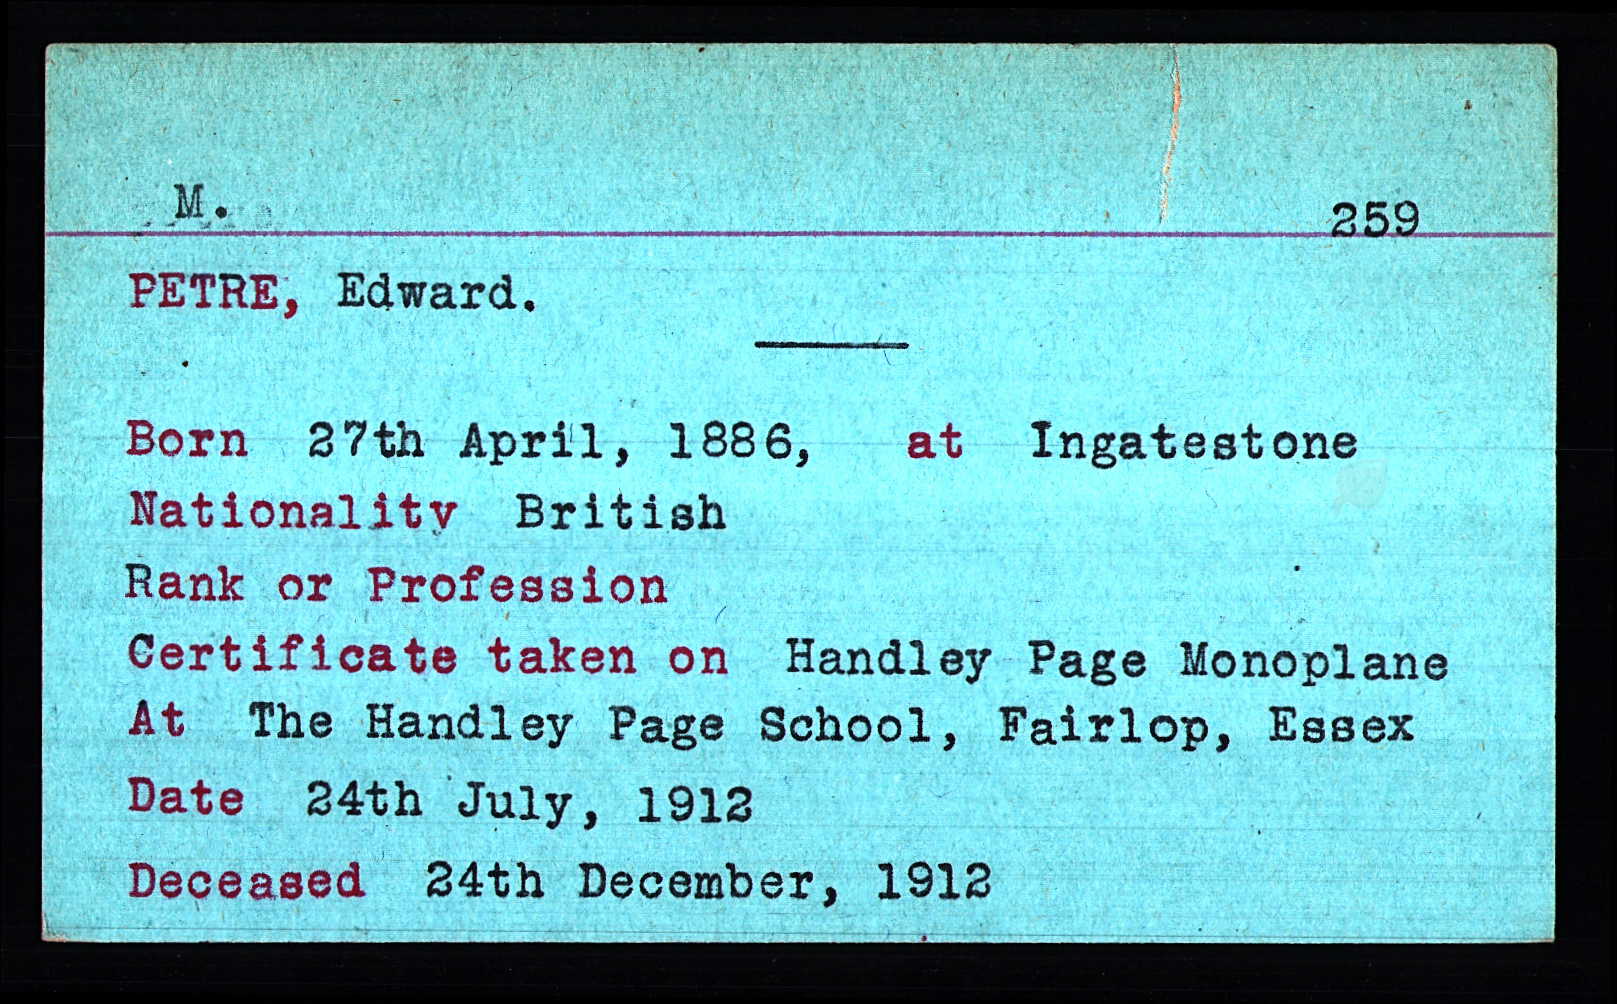 M.
259
PETRE, Edward.
Born 27th April, 1886, at Ingatestone
Nationality British
Rank or Profession
Certificate taken on Handley Page Monoplane
At The Handley Page School, Fairlop, Essex
Date 24th July, 1912
Deceased 24th December, 1912